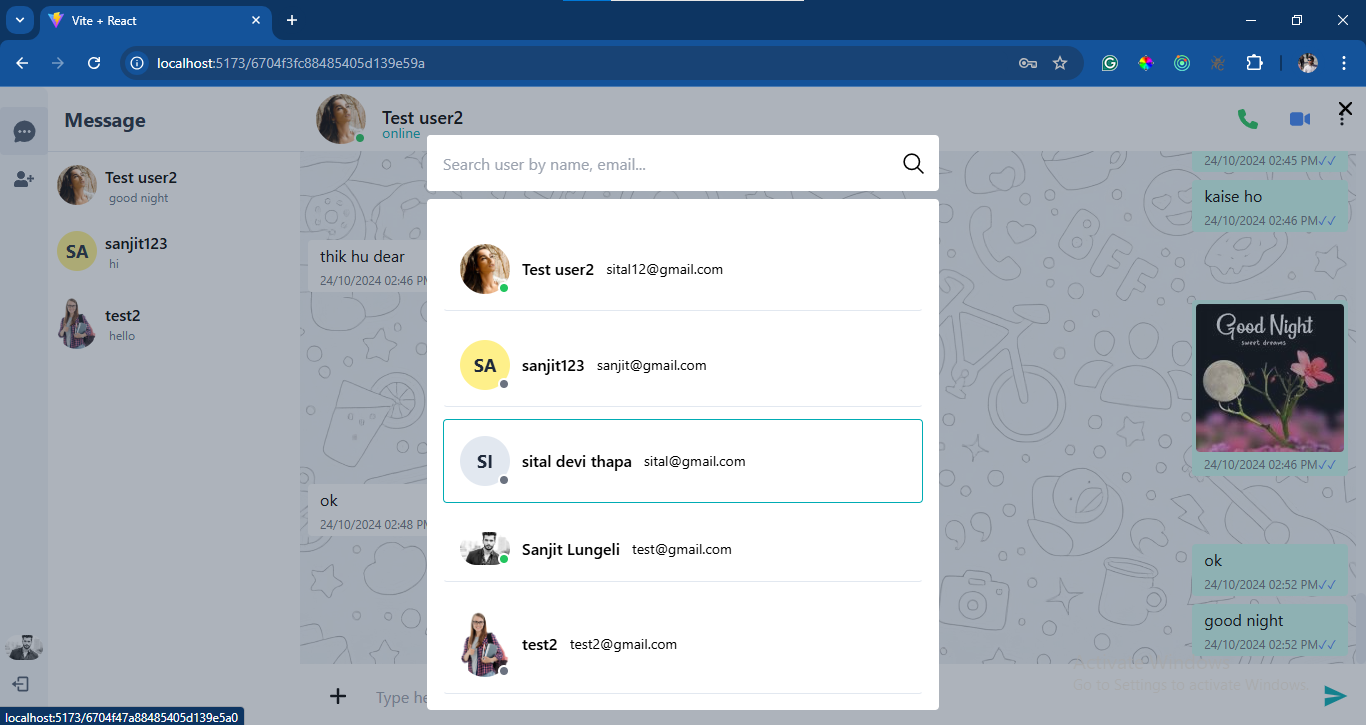 Vite + React
localhost:5173/6704f3fc88485405d139e59a
Message
Test user2
online
Test user2
good night
SA
sanjit123
hi
test2
hello
Search user by name, email...
Test user2 sital12@gmail.com
SA
sanjit123 sanjit@gmail.com
SI
sital devi thapa sital@gmail.com
Sanjit Lungeli test@gmail.com
test2 test2@gmail.com
24/10/2024 02:45 PM
kaise ho
24/10/2024 02:46 PM
thik hu dear
24/10/2024 02:46
Good Night
sweet dreams
24/10/2024 02:46 PM
ok
24/10/2024 02:48
ok
24/10/2024 02:52 PM
good night
24/10/2024 02:52 PM
Activate Windows
Go to Settings to activate Windows.
Type
localhost:5173/6704f47a88485405d139e5a0